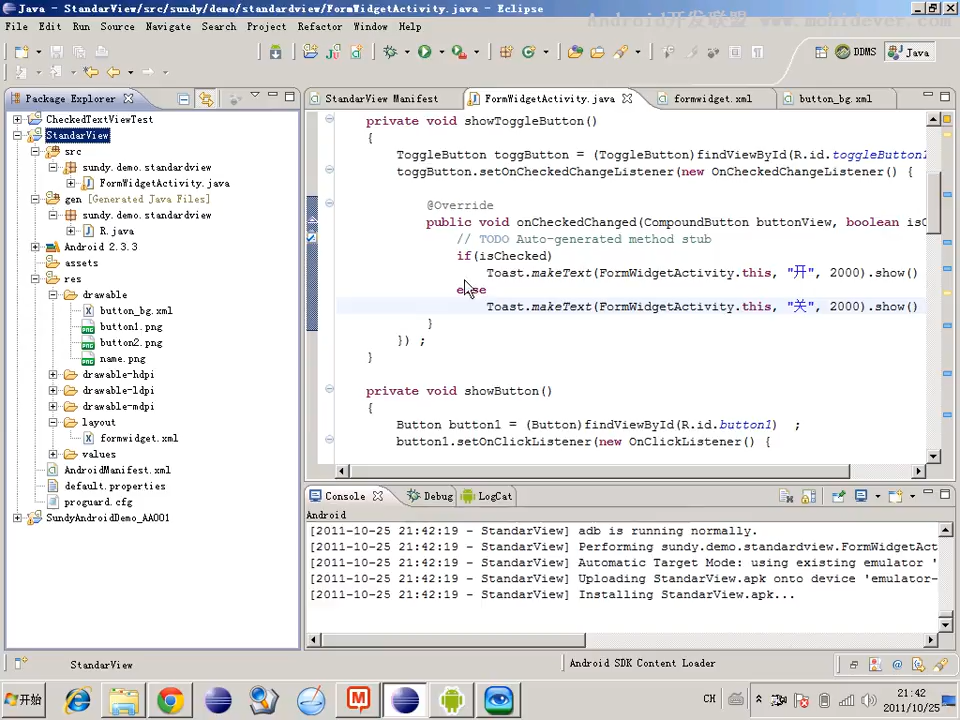 Java - StandarView/src/sundy/demo/standardview/FormWidgetActivity.java - Eclipse
Android开发联盟 www.mobidever.com
File Edit Run Source Navigate Search Project Refactor Window Help
DDMS Java
Package Explorer
StandarView Manifest FormWidgetActivity.java formwidget.xml button_bg.xml
CheckedTextViewTest
StandarView
src
sundy.demo.standardview
FormWidgetActivity.java
gen [Generated Java Files]
sundy.demo.standardview
R.java
Android 2.3.3
assets
res
drawable
button_bg.xml
button1.png
button2.png
name.png
drawable-hdpi
drawable-ldpi
drawable-mdpi
layout
formwidget.xml
values
AndroidManifest.xml
default.properties
proguard.cfg
SundyAndroidDemo_AA001
private void showToggleButton()
{
ToggleButton toggButton = (ToggleButton)findViewById(R.id.toggleButton1
toggButton.setOnCheckedChangeListener(new OnCheckedChangeListener() {
@Override
public void onCheckedChanged(CompoundButton buttonView, boolean isC
// TODO Auto-generated method stub
if(isChecked)
Toast.makeText(FormWidgetActivity.this, "开", 2000).show()
else
Toast.makeText(FormWidgetActivity.this, "关", 2000).show()
}
}) ;
}
private void showButton()
{
Button button1 = (Button)findViewById(R.id.button1) ;
button1.setOnClickListener(new OnClickListener() {
Console Debug LogCat
Android
[2011-10-25 21:42:19 - StandarView] adb is running normally.
[2011-10-25 21:42:19 - StandarView] Performing sundy.demo.standardview.FormWidgetAct
[2011-10-25 21:42:19 - StandarView] Automatic Target Mode: using existing emulator '
[2011-10-25 21:42:19 - StandarView] Uploading StandarView.apk onto device 'emulator-
[2011-10-25 21:42:19 - StandarView] Installing StandarView.apk...
StandarView
Android SDK Content Loader
开始
CH
21:42
2011/10/25